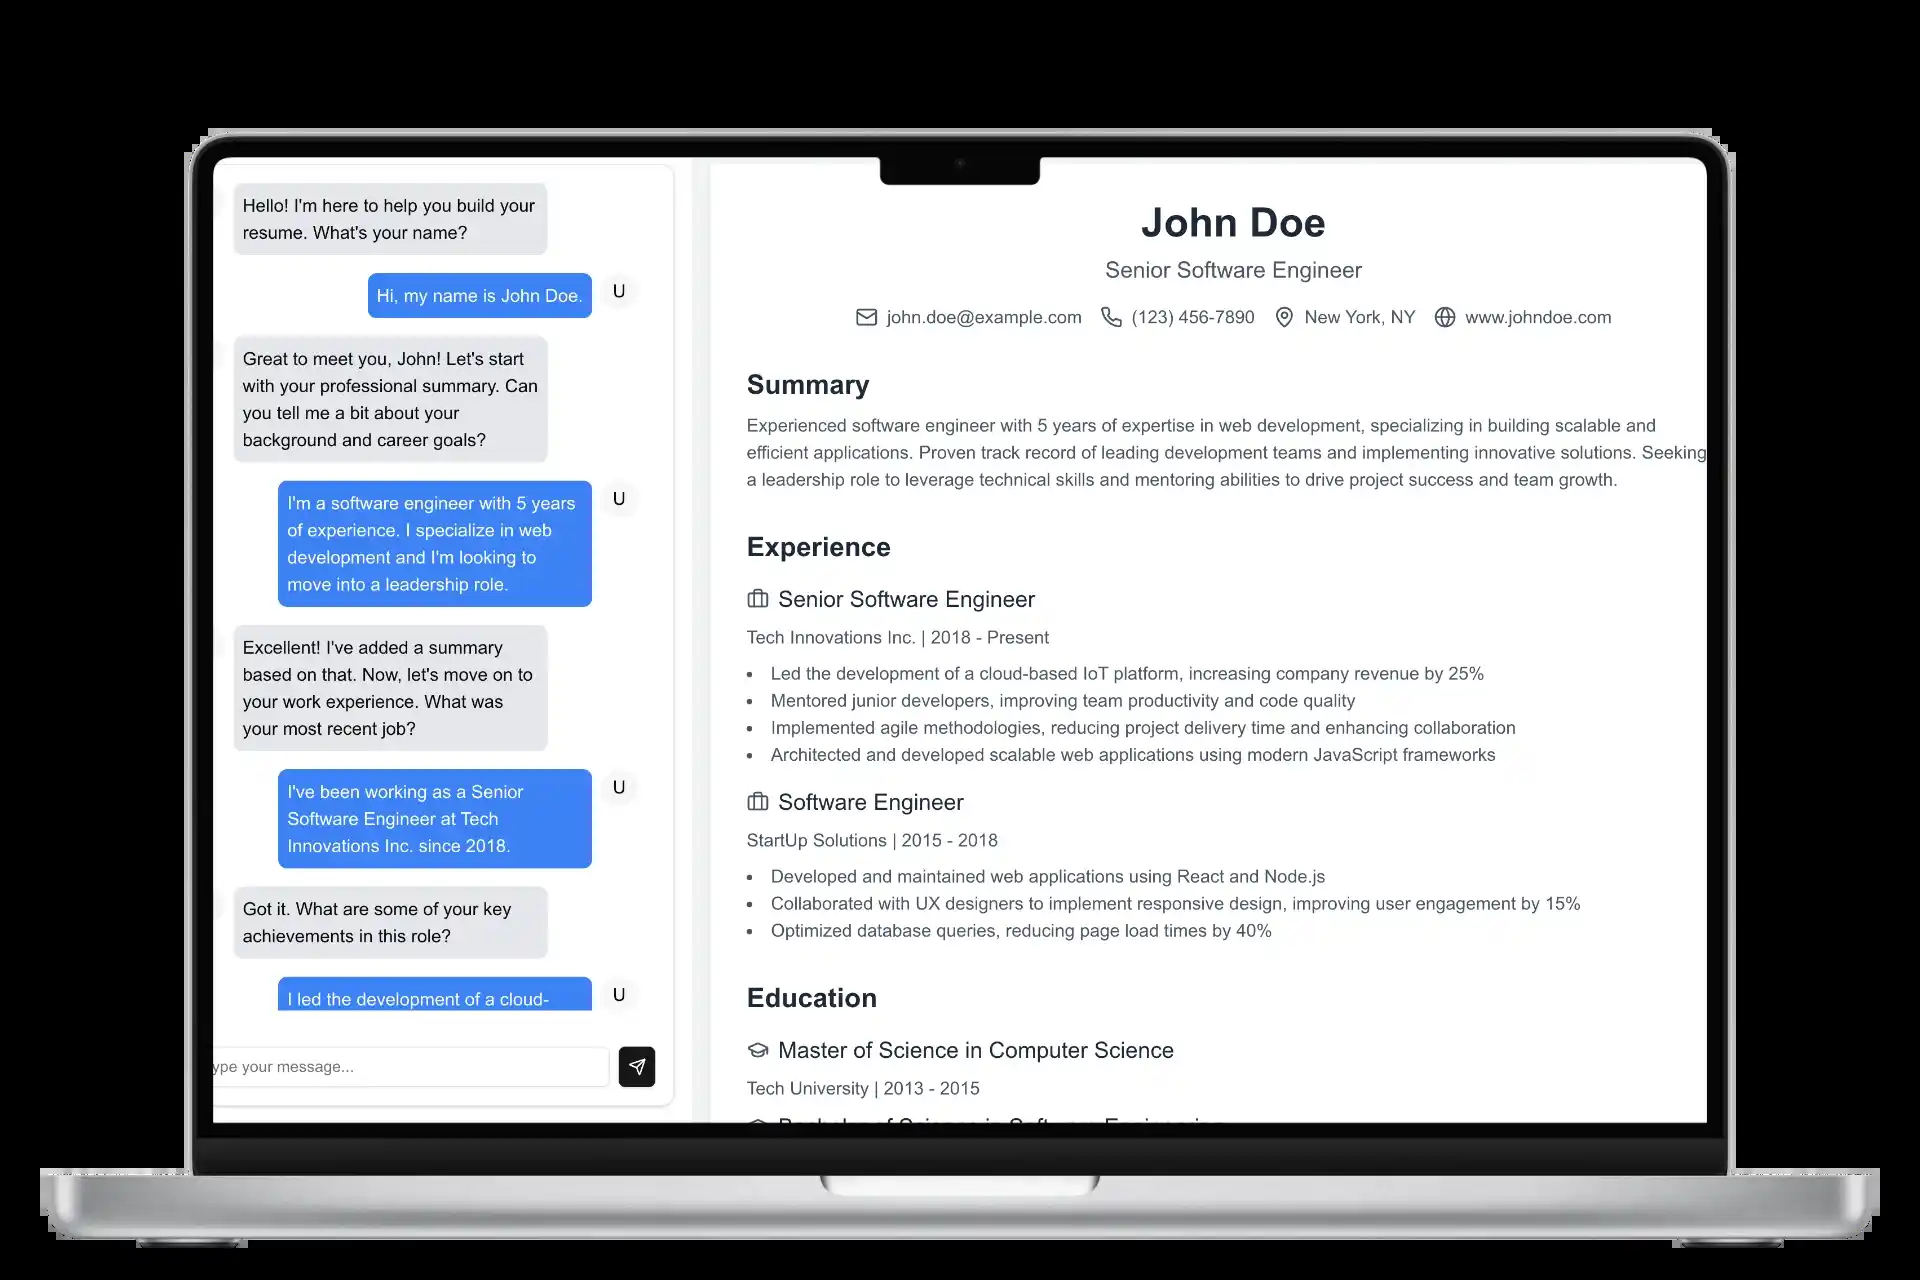 Hello! I'm here to help you build your
resume. What's your name?
Hi, my name is John Doe.
U
Great to meet you, John! Let's start
with your professional summary. Can
you tell me a bit about your
background and career goals?
I'm a software engineer with 5 years
of experience. I specialize in web
development and I'm looking to
move into a leadership role.
U
Excellent! I've added a summary
based on that. Now, let's move on to
your work experience. What was
your most recent job?
I've been working as a Senior
Software Engineer at Tech
Innovations Inc. since 2018.
U
Got it. What are some of your key
achievements in this role?
I led the development of a cloud-
U
ype your message...
John Doe
Senior Software Engineer
john.doe@example.com (123) 456-7890 New York, NY www.johndoe.com
Summary
Experienced software engineer with 5 years of expertise in web development, specializing in building scalable and
efficient applications. Proven track record of leading development teams and implementing innovative solutions. Seeking
a leadership role to leverage technical skills and mentoring abilities to drive project success and team growth.
Experience
Senior Software Engineer
Tech Innovations Inc. | 2018 - Present
• Led the development of a cloud-based IoT platform, increasing company revenue by 25%
• Mentored junior developers, improving team productivity and code quality
• Implemented agile methodologies, reducing project delivery time and enhancing collaboration
• Architected and developed scalable web applications using modern JavaScript frameworks
Software Engineer
StartUp Solutions | 2015 - 2018
• Developed and maintained web applications using React and Node.js
• Collaborated with UX designers to implement responsive design, improving user engagement by 15%
• Optimized database queries, reducing page load times by 40%
Education
Master of Science in Computer Science
Tech University | 2013 - 2015
Bachelor of Science in Software Engineering